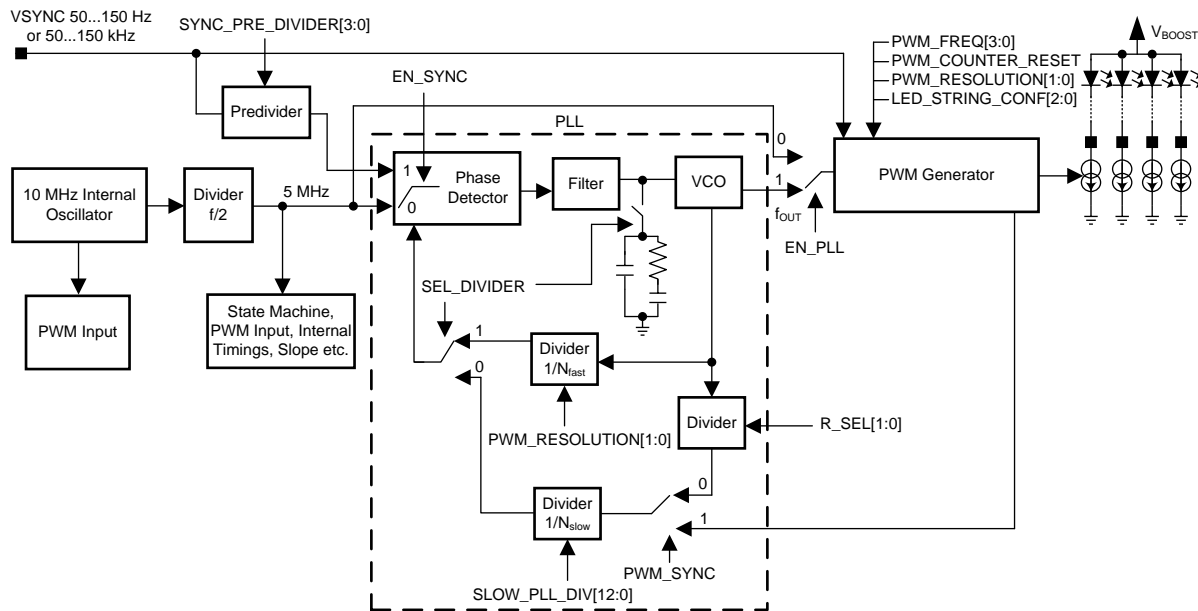 VSYNC 50...150 Hz
or 50...150 kHz
SYNC_PRE_DIVIDER[3:0]
EN_SYNC
Predivider
PWM_FREQ[3:0]
PWM_COUNTER_RESET
PWM_RESOLUTION[1:0]
LED_STRING_CONF[2:0]
VBOOST
PLL
0
10 MHz Internal
Oscillator
Divider
f/2
5 MHz
1
0
Phase
Detector
Filter
VCO
1
fOUT
EN_PLL
PWM Generator
PWM Input
State Machine,
PWM Input, Internal
Timings, Slope etc.
SEL_DIVIDER
1
0
Divider
1/Nfast
PWM_RESOLUTION[1:0]
Divider
R_SEL[1:0]
0
1
Divider
1/Nslow
PWM_SYNC
SLOW_PLL_DIV[12:0]